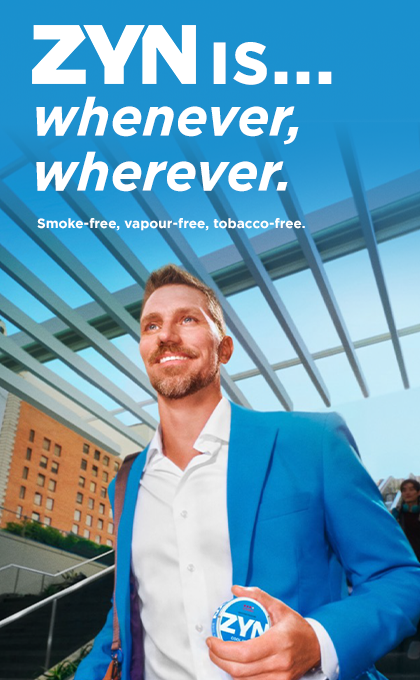 ZYN IS...
whenever,
wherever.
Smoke-free, vapour-free, tobacco-free.
ZYN